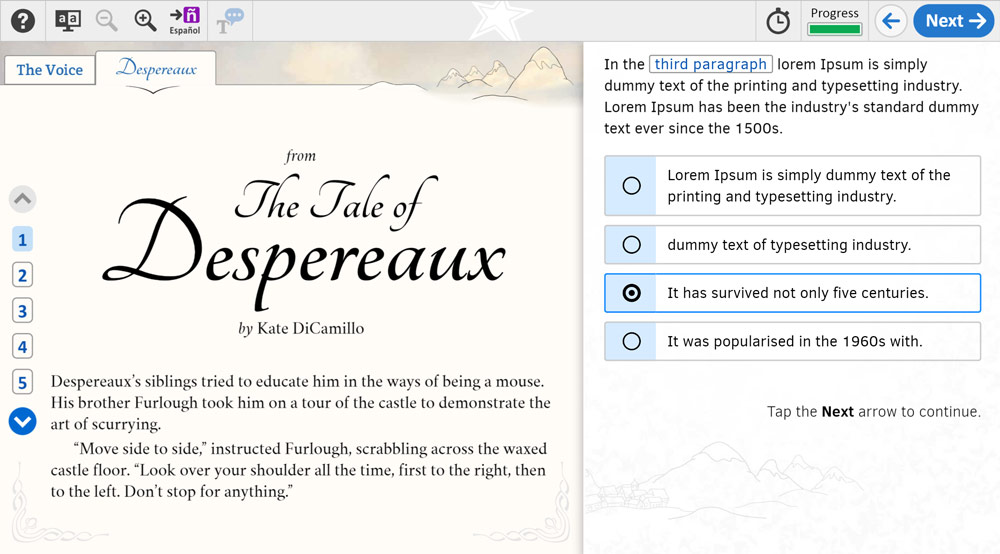 ?
aa
ñ
Español
T
Progress
Next
The Voice
Despereaux
from
The Tale of
Despereaux
by Kate DiCamillo
1
2
3
4
5
Despereaux’s siblings tried to educate him in the ways of being a mouse.
His brother Furlough took him on a tour of the castle to demonstrate the
art of scurrying.
“Move side to side,” instructed Furlough, scrabbling across the waxed
castle floor. “Look over your shoulder all the time, first to the right, then
to the left. Don’t stop for anything.”
In the third paragraph lorem Ipsum is simply
dummy text of the printing and typesetting industry.
Lorem Ipsum has been the industry's standard dummy
text ever since the 1500s.
Lorem Ipsum is simply dummy text of the
printing and typesetting industry.
dummy text of typesetting industry.
It has survived not only five centuries.
It was popularised in the 1960s with.
Tap the Next arrow to continue.